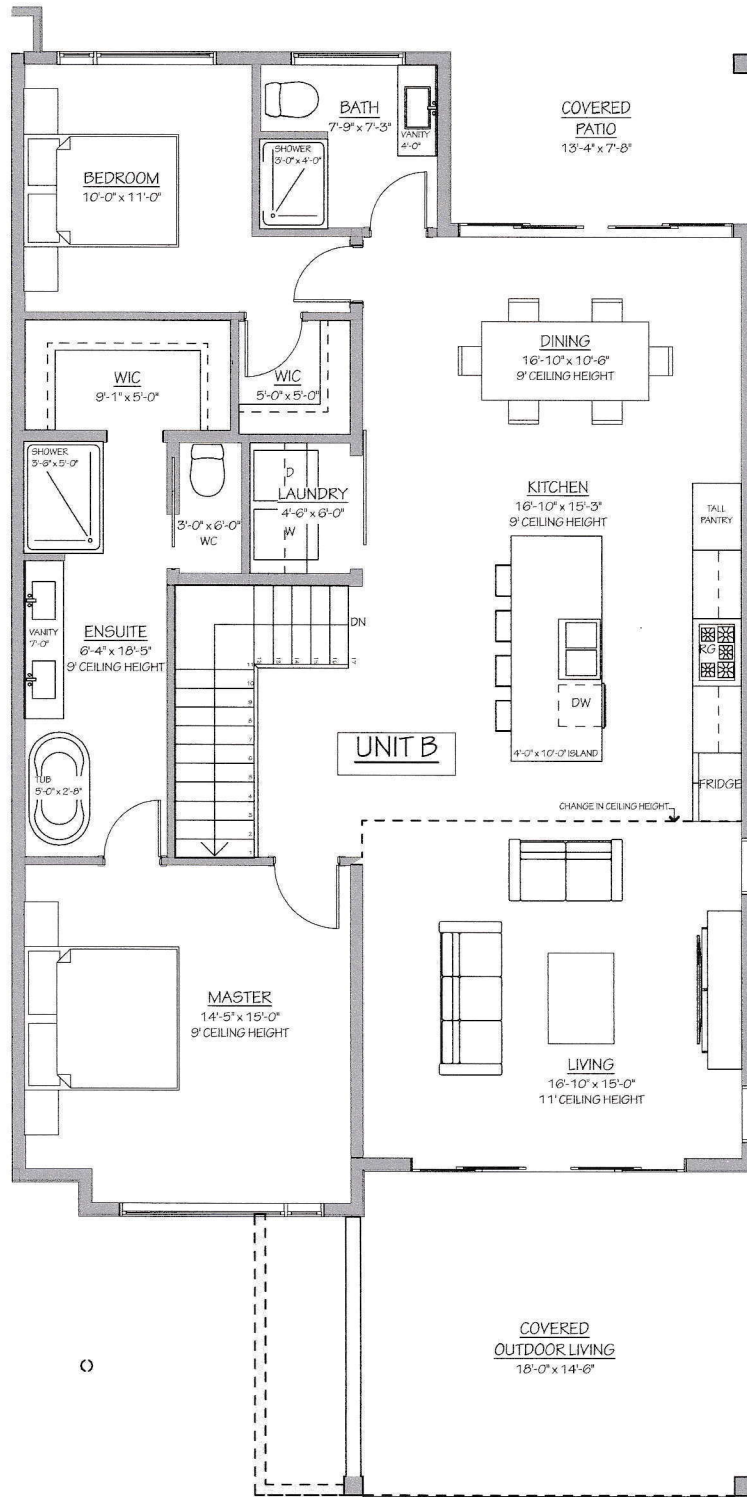 BATH
7'-9" x 7'-3"
VANITY
4'-0"
SHOWER
3'-0" x 4'-0"
COVERED
PATIO
13'-4" x 7'-8"
BEDROOM
10'-0" x 11'-0"
DINING
16'-10" x 10'-6"
9' CEILING HEIGHT
WIC
9'-1" x 5'-0"
WIC
5'-0" x 5'-0"
SHOWER
3'-6" x 5'-0"
3'-0" x 6'-0"
WC
D
LAUNDRY
4'-6" x 6'-0"
W
KITCHEN
16'-10" x 15'-3"
9' CEILING HEIGHT
TALL
PANTRY
DN
VANITY
7'-0"
ENSUITE
6'-4" x 18'-5"
9' CEILING HEIGHT
RG
DW
4'-0" x 10'-0" ISLAND
UNIT B
FRIDGE
TUB
5'-0" x 2'-8"
CHANGE IN CEILING HEIGHT
MASTER
14'-5" x 15'-0"
9' CEILING HEIGHT
LIVING
16'-10" x 15'-0"
11' CEILING HEIGHT
COVERED
OUTDOOR LIVING
18'-0" x 14'-6"